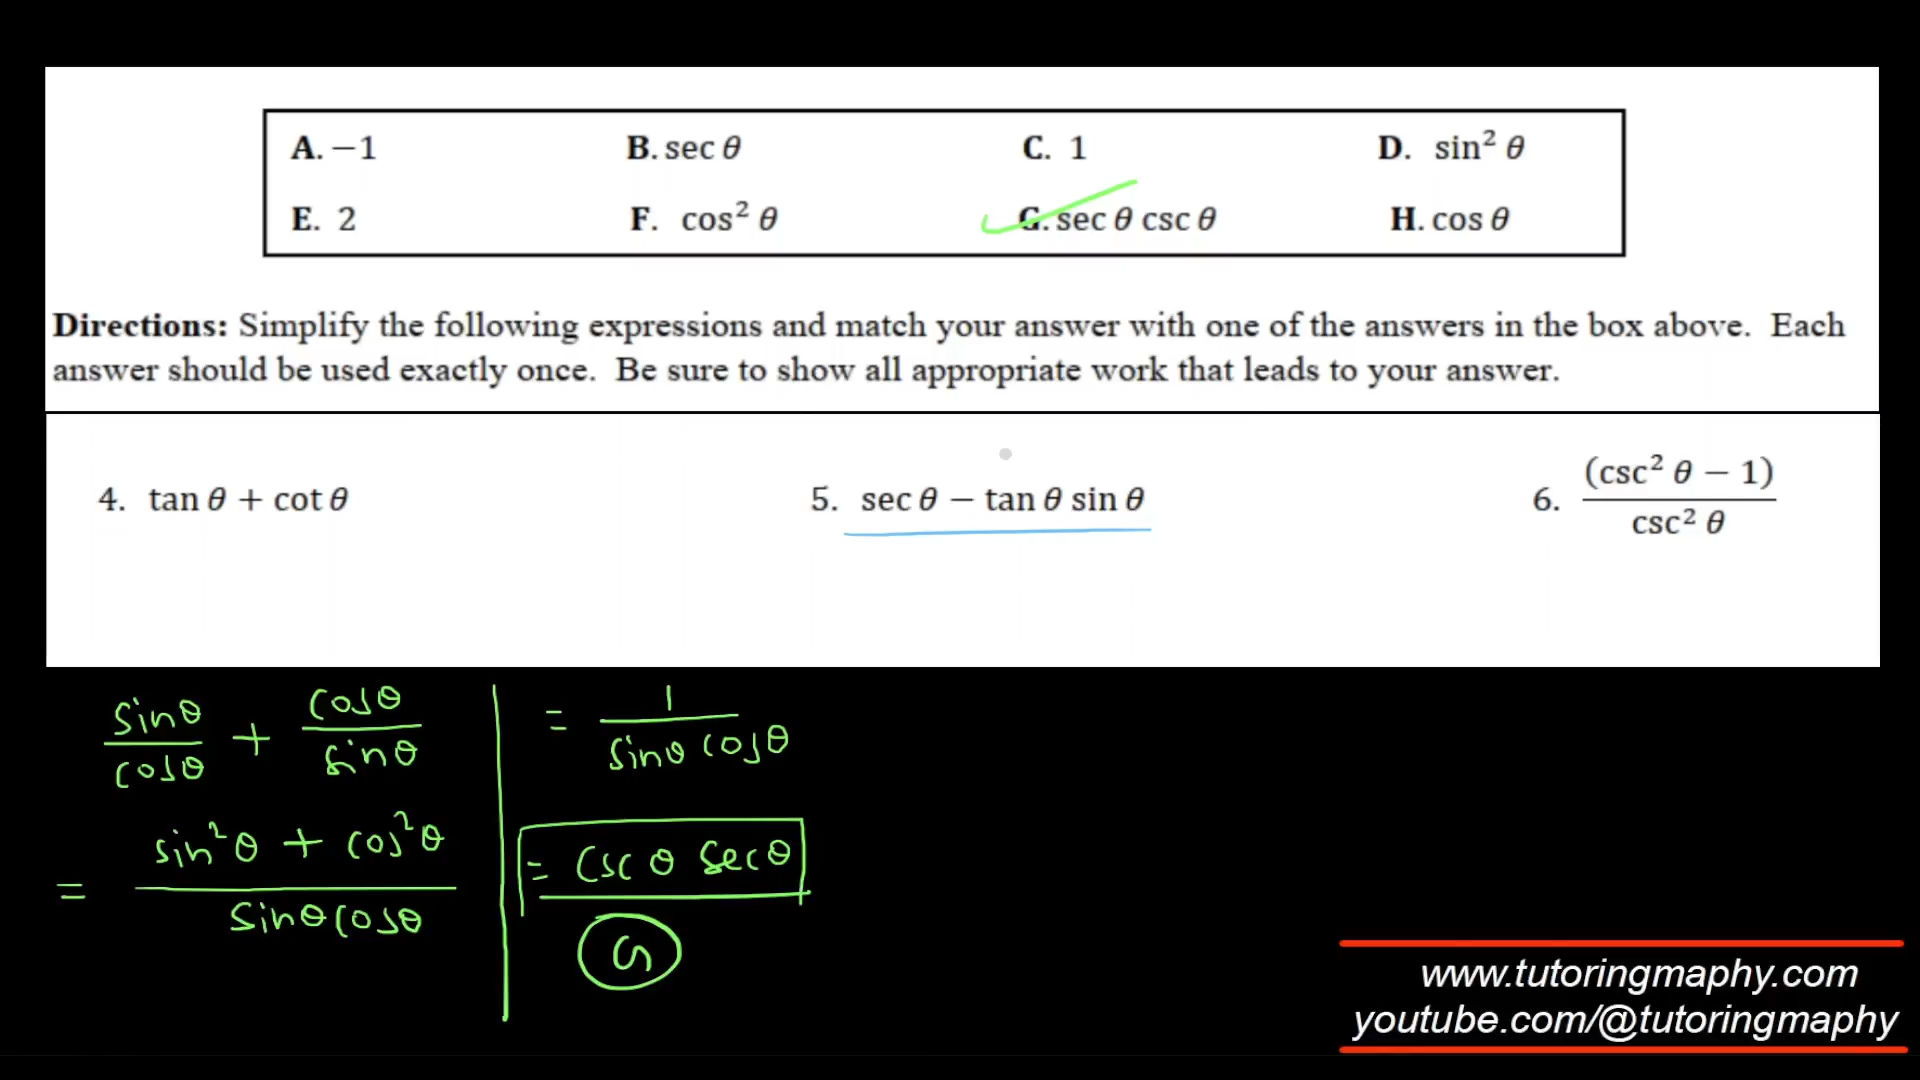 A. −1 B. sec θ C. 1 D. sin² θ
E. 2 F. cos² θ G. sec θ csc θ H. cos θ
Directions: Simplify the following expressions and match your answer with one of the answers in the box above. Each
answer should be used exactly once. Be sure to show all appropriate work that leads to your answer.
4. tan θ + cot θ 5. sec θ − tan θ sin θ 6. (csc² θ − 1) / csc² θ
sinθ / cosθ + cosθ / sinθ
= sin²θ + cos²θ / sinθ cosθ
= 1 / sinθ cosθ
= csc θ secθ
G
www.tutoringmaphy.com
youtube.com/@tutoringmaphy